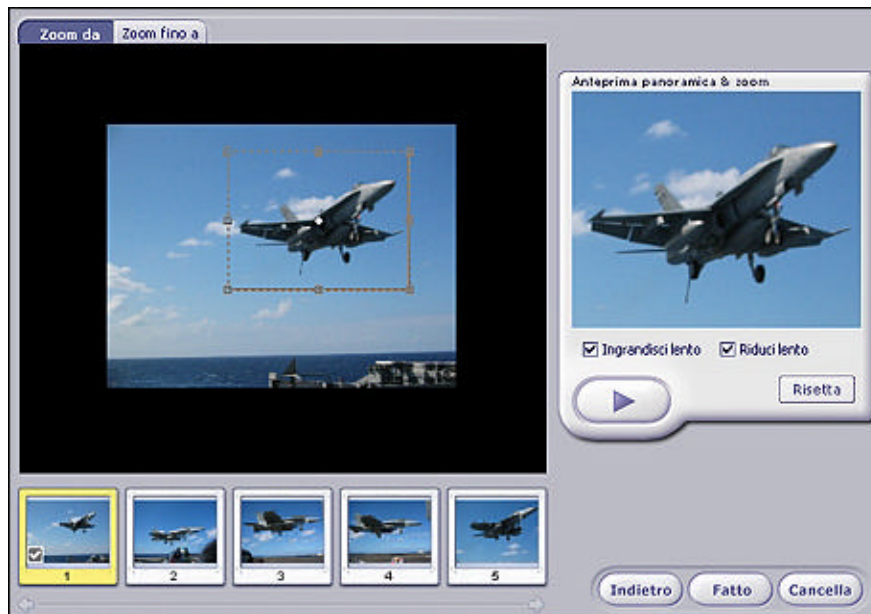 Zoom da
Zoom fino a
Anteprima panoramica & zoom
Ingrandisci lento
Riduci lento
Risetta
1
2
3
4
5
Indietro
Fatto
Cancella